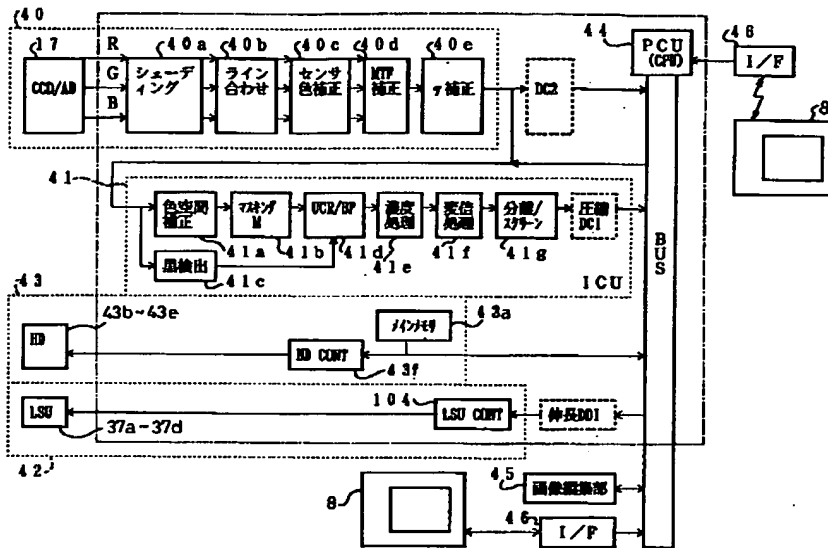 40
17
R
G
B
CCD/AD
40a
シェーディング
40b
ライン
合わせ
40c
センサ
色補正
40d
MTF
補正
40e
γ補正
DC2
44
PCU
(CPU)
46
I/F
8
41
色空間
補正
41a
マスキング
M
41b
黒検出
41c
UCR/BP
41d
濃度
処理
41e
変倍
処理
41f
分離/
スクリーン
41g
圧縮
DC1
ICU
BUS
43
43b~43e
HD
メインメモリ
43a
HD CONT
43f
104
LSU
37a-37d
LSU CONT
伸長DD1
42
8
45
画像編集部
46
I/F